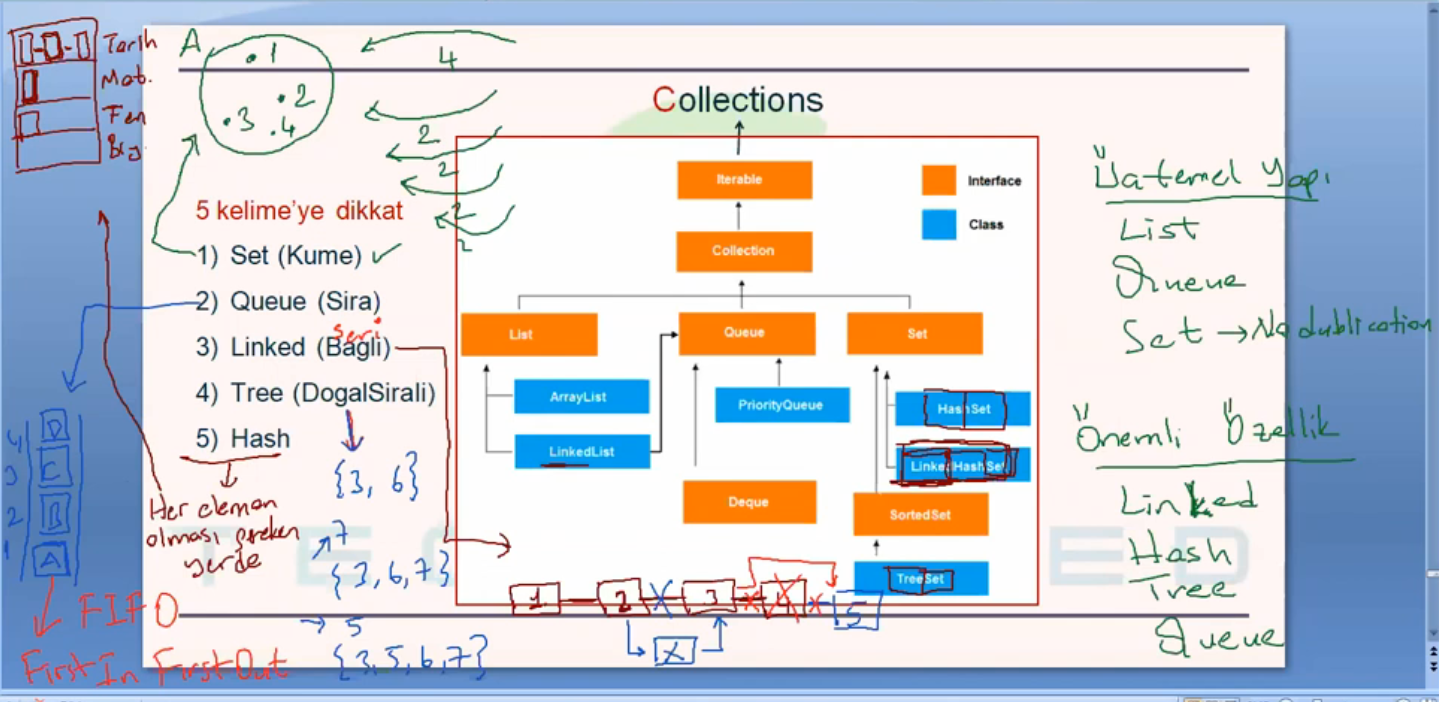 Tarih
Mat.
Fen
A
.1
.2
.3
.4
4
2
2
2
2
Collections
5 kelime'ye dikkat
1) Set (Kume)
2) Queue (Sira)
seri
3) Linked (Bagli)
4) Tree (DogalSirali)
5) Hash
Her eleman
olması gereken
yerde
{3, 6}
7
{3, 6, 7}
5
{3, 5, 6, 7}
4 D
3 C
2 B
1 A
FIFO
First In First Out
Iterable
Collection
List
Queue
Set
ArrayList
LinkedList
PriorityQueue
Deque
HashSet
LinkedHashSet
SortedSet
TreeSet
Interface
Class
1
2
3
4
5
X
"Datemel Yapı
List
Queue
Set → No dublication
"Önemli Özellik
Linked
Hash
Tree
Queue